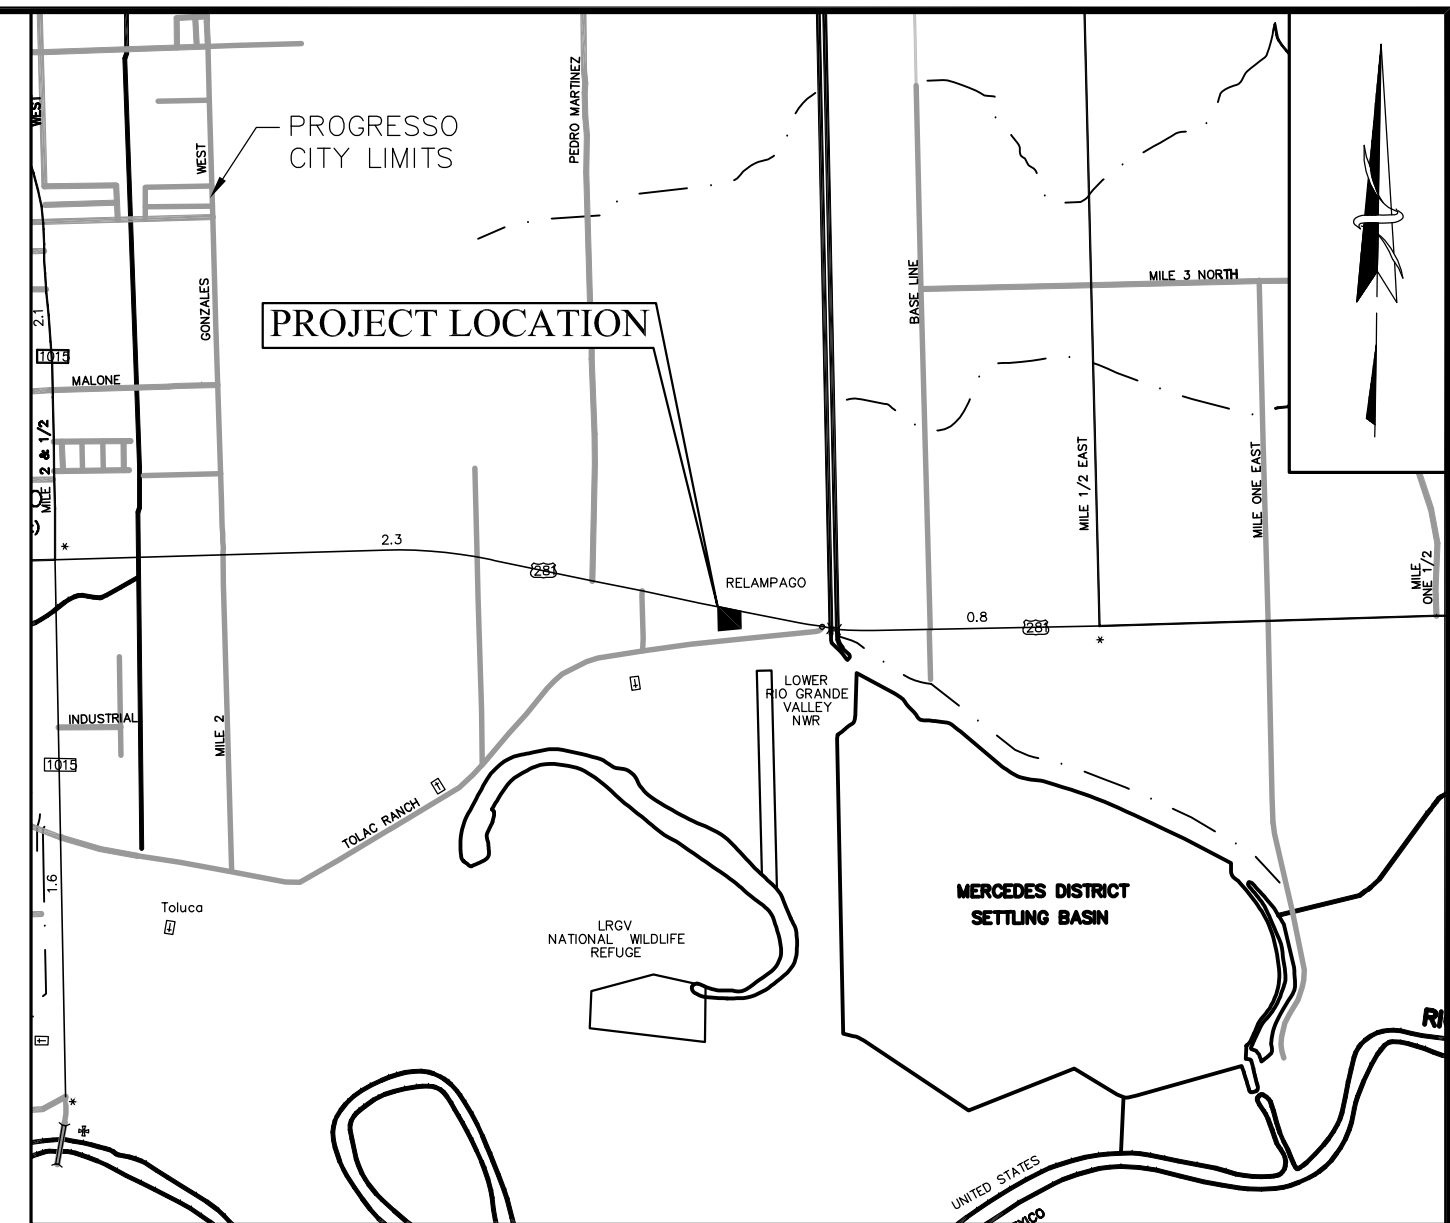 WEST
WEST
PROGRESSO
CITY LIMITS
PEDRO MARTINEZ
GONZALES
BASE LINE
MILE 3 NORTH
PROJECT LOCATION
2.1
1015
MALONE
MILE 2 & 1/2
MILE 1/2 EAST
MILE ONE EAST
MILE
ONE 1/2
2.3
281
RELAMPAGO
0.8
281
LOWER
RIO GRANDE
VALLEY
NWR
INDUSTRIAL
MILE 2
1015
TOLAC RANCH
1.6
Toluca
LRGV
NATIONAL WILDLIFE
REFUGE
MERCEDES DISTRICT
SETTLING BASIN
UNITED STATES